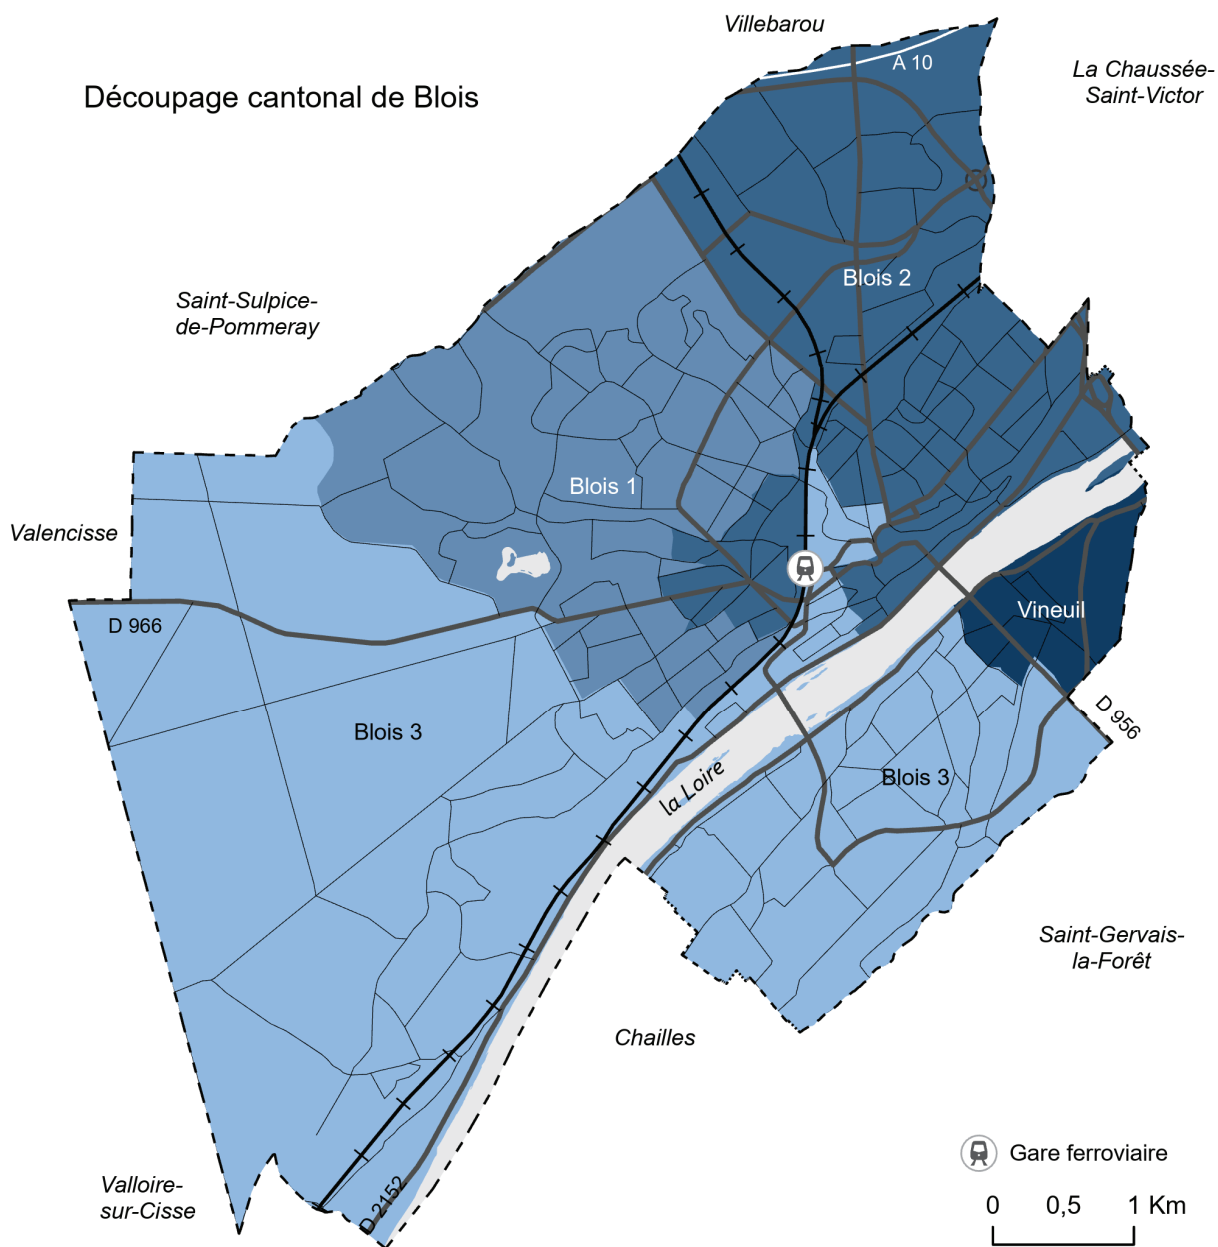 Villebarou
A 10
La Chaussée-
Saint-Victor
Découpage cantonal de Blois
Blois 2
Saint-Sulpice-
de-Pommeray
Blois 1
Valencisse
Vineuil
D 966
Blois 3
D 956
Blois 3
la Loire
Saint-Gervais-
la-Forêt
Chailles
Gare ferroviaire
Valloire-
sur-Cisse
D 2152
0 0,5 1 Km